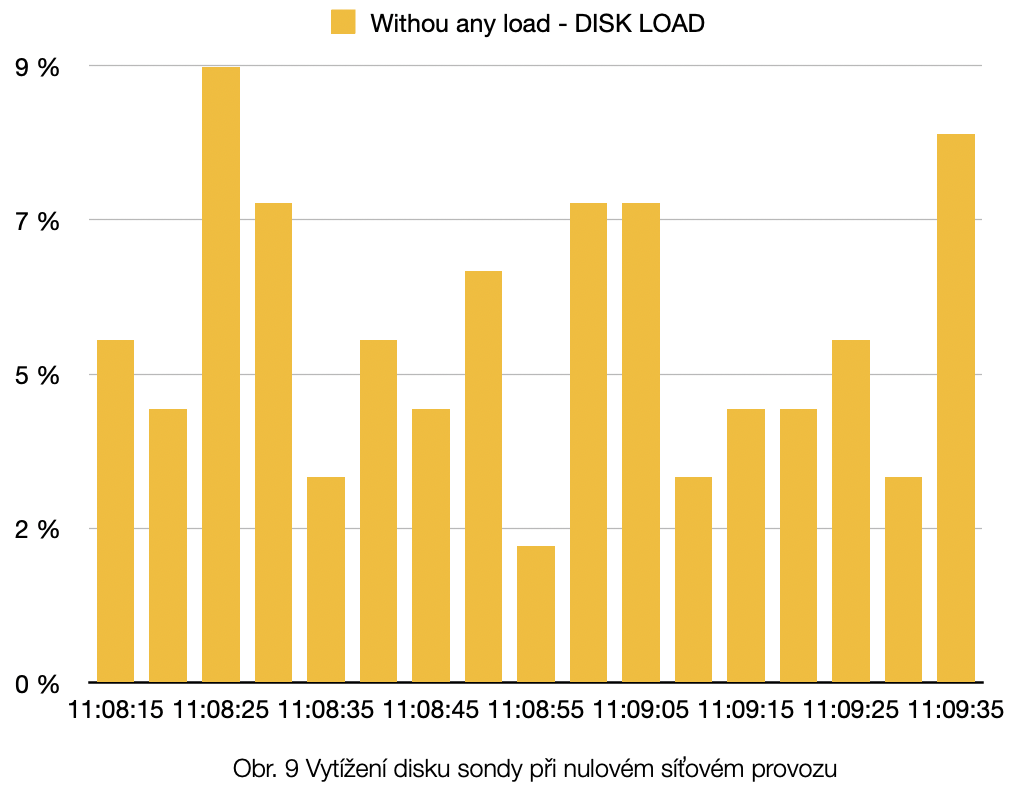 Withou any load - DISK LOAD
9 %
7 %
5 %
2 %
0 %
11:08:15 11:08:25 11:08:35 11:08:45 11:08:55 11:09:05 11:09:15 11:09:25 11:09:35
Obr. 9 Vytížení disku sondy při nulovém síťovém provozu